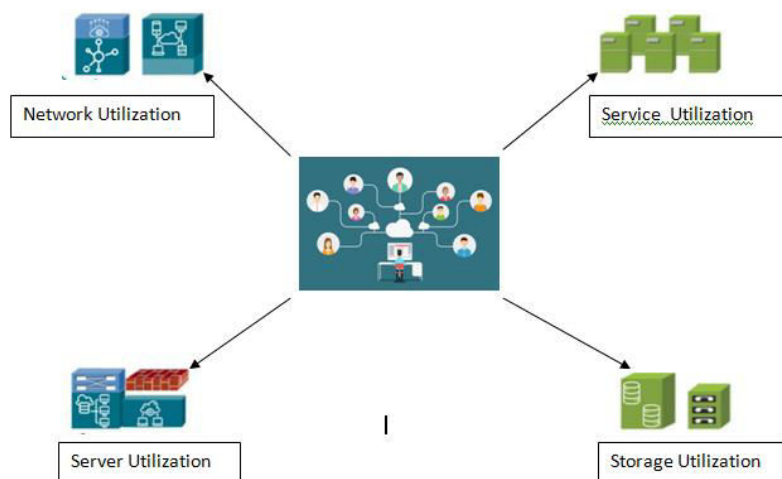 Network Utilization
Service Utilization
Server Utilization
Storage Utilization